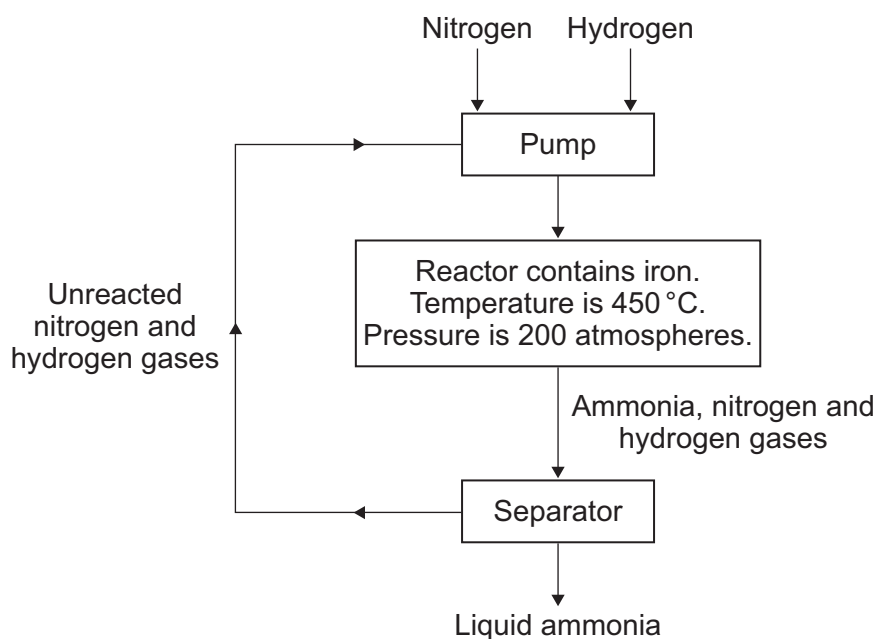 Nitrogen Hydrogen
Pump
Reactor contains iron.
Temperature is 450 °C.
Pressure is 200 atmospheres.
Unreacted
nitrogen and
hydrogen gases
Ammonia, nitrogen and
hydrogen gases
Separator
Liquid ammonia